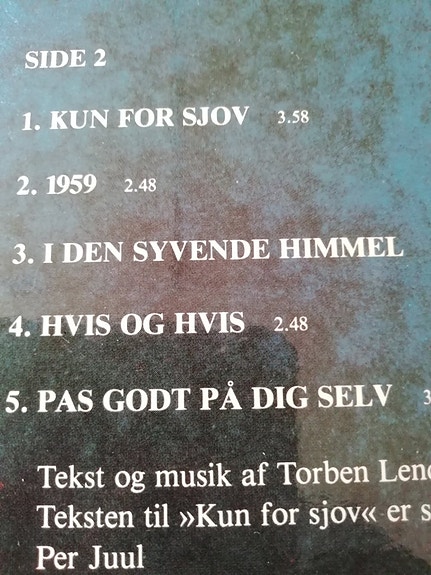 SIDE 2
1. KUN FOR SJOV 3.58
2. 1959 2.48
3. I DEN SYVENDE HIMMEL
4. HVIS OG HVIS 2.48
5. PAS GODT PÅ DIG SELV
Tekst og musik af Torben
Teksten til »Kun for sjov« er
Per Juul